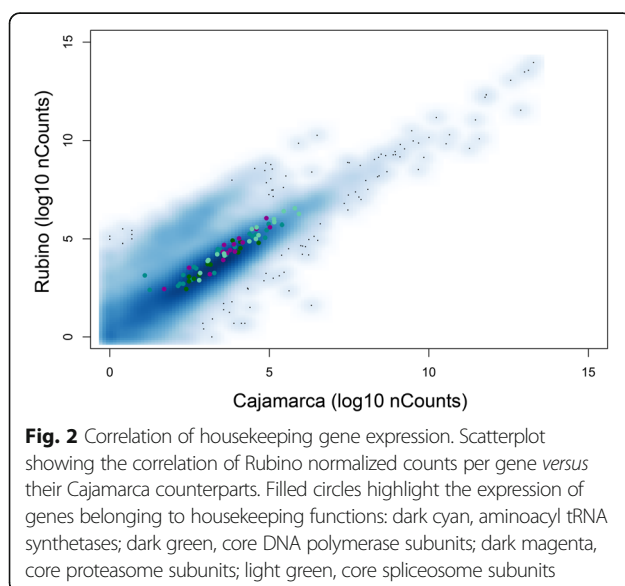 15
10
5
0
Rubino (log10 nCounts)
0 5 10 15
Cajamarca (log10 nCounts)
Fig. 2 Correlation of housekeeping gene expression. Scatterplot
showing the correlation of Rubino normalized counts per gene versus
their Cajamarca counterparts. Filled circles highlight the expression of
genes belonging to housekeeping functions: dark cyan, aminoacyl tRNA
synthetases; dark green, core DNA polymerase subunits; dark magenta,
core proteasome subunits; light green, core spliceosome subunits